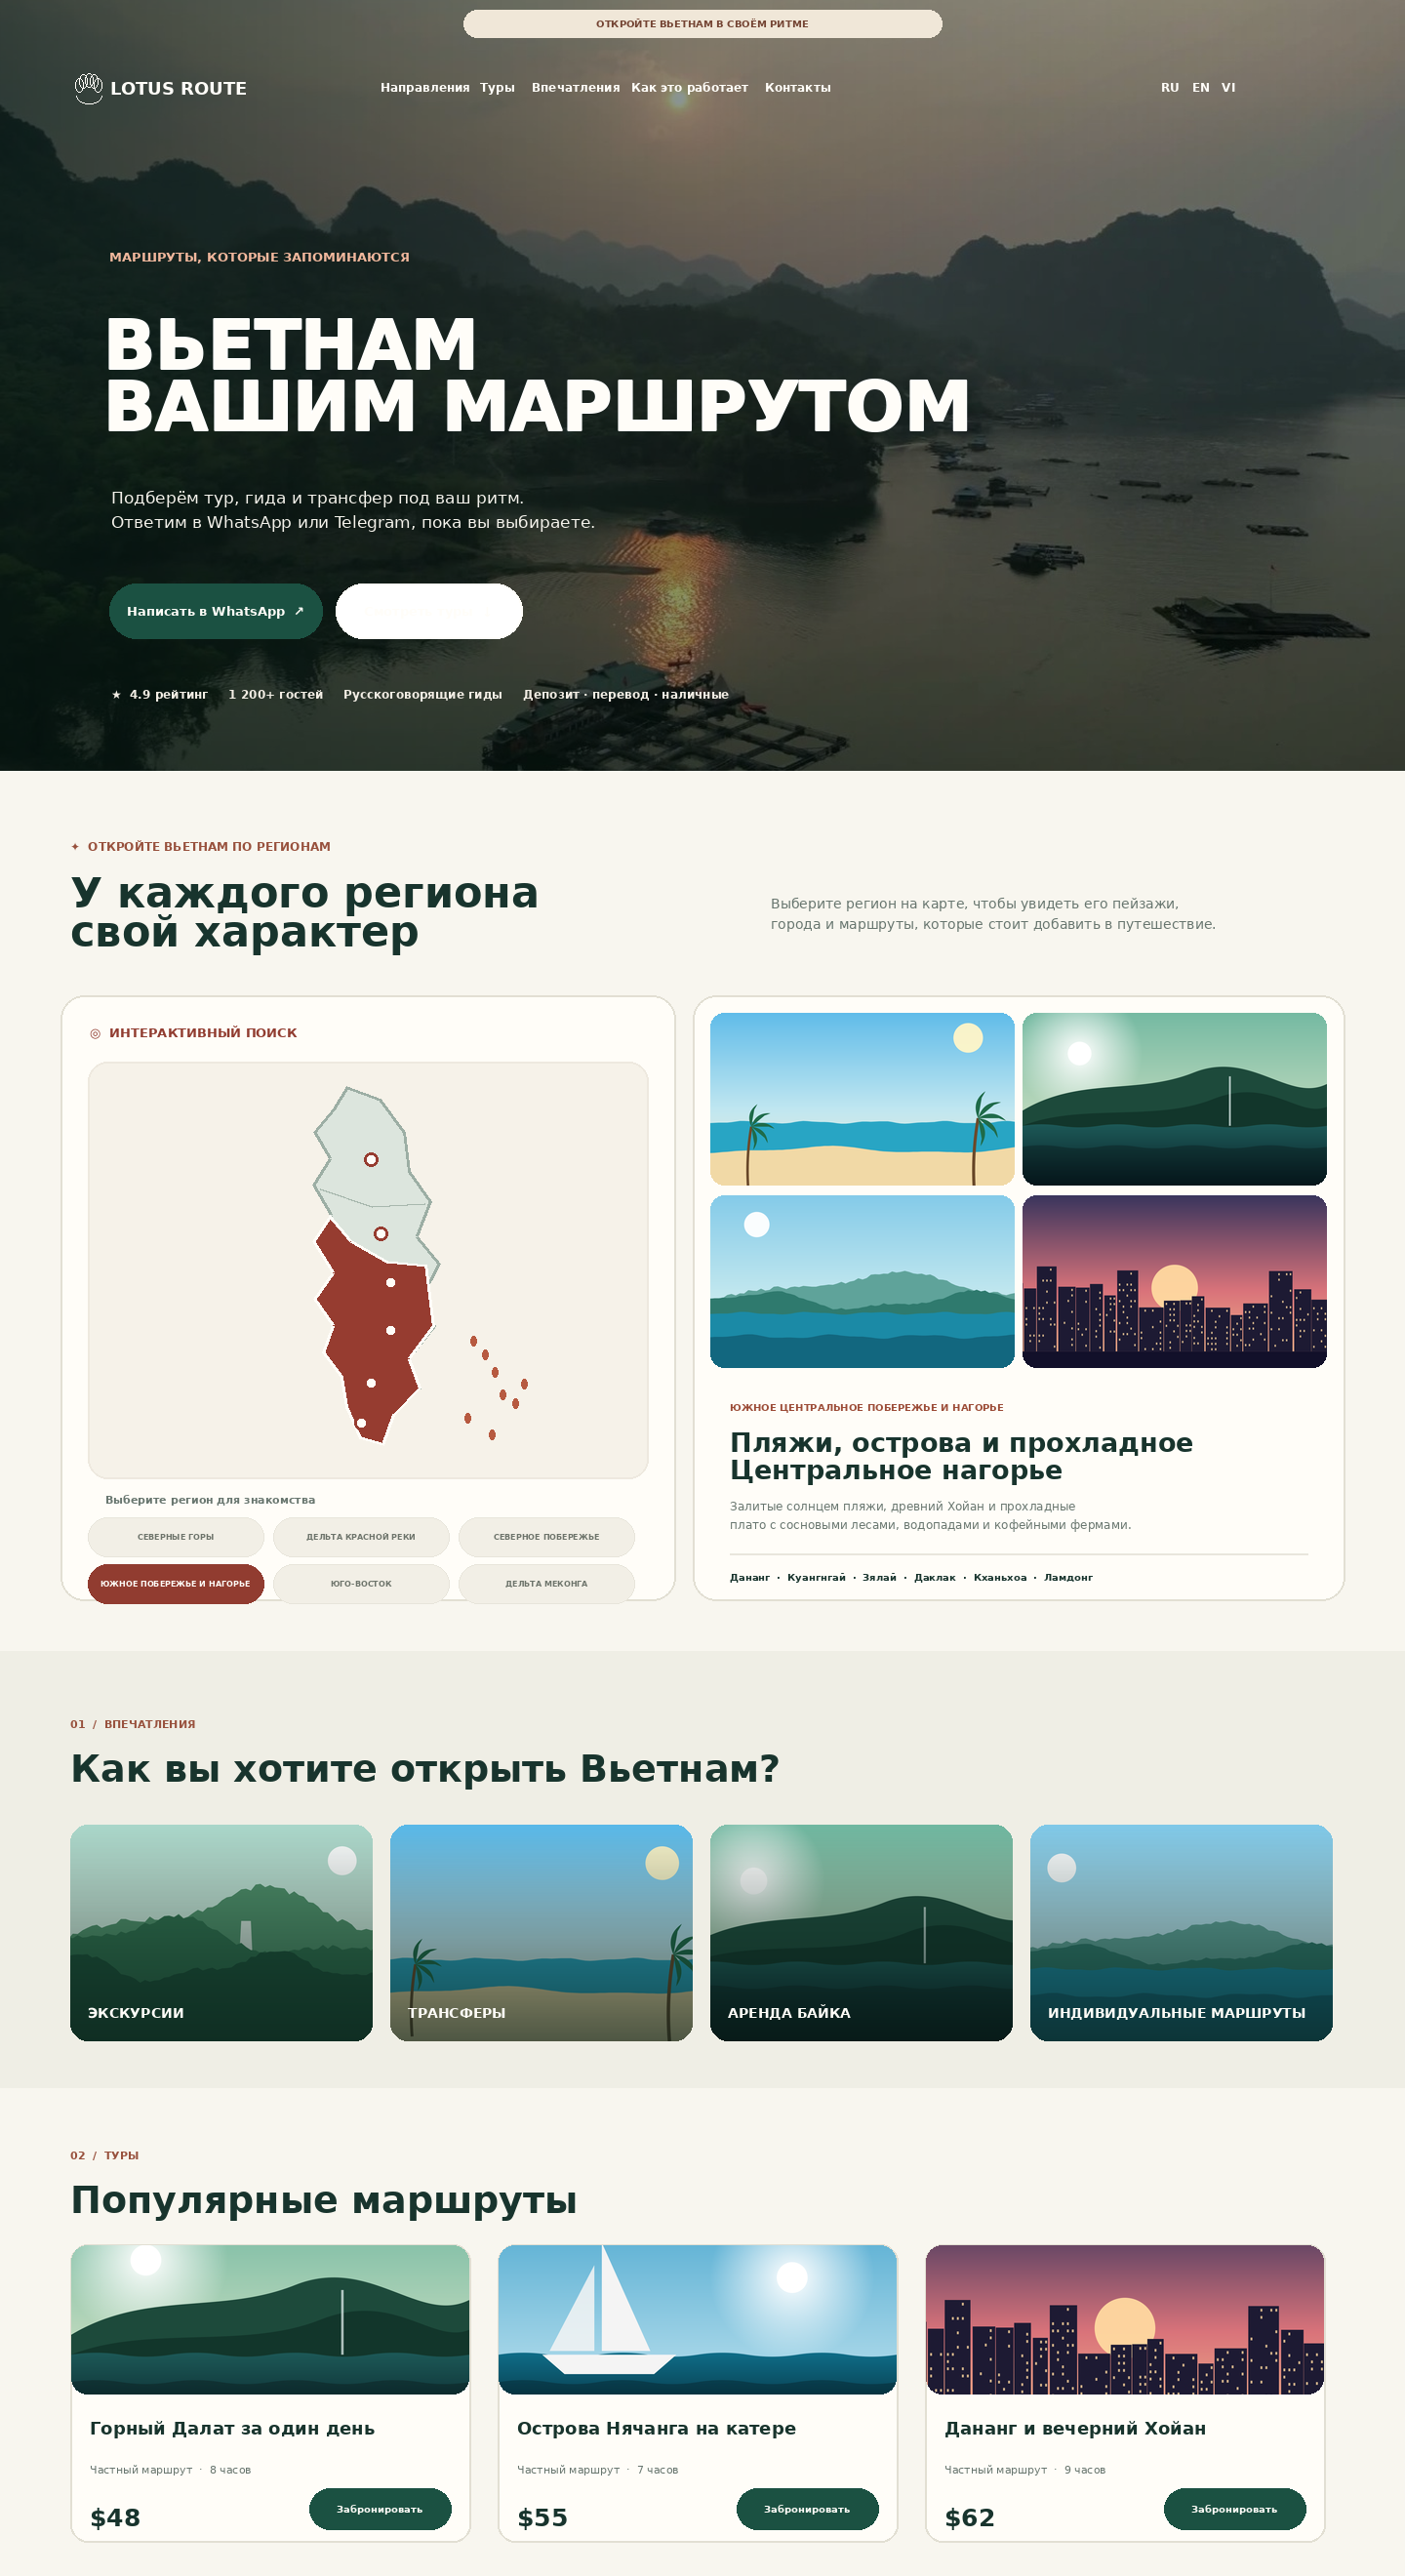 ОТКРОЙТЕ ВЬЕТНАМ В СВОЁМ РИТМЕ
LOTUS ROUTE
Направления Туры Впечатления Как это работает Контакты
RU EN VI
МАРШРУТЫ, КОТОРЫЕ ЗАПОМИНАЮТСЯ
ВЬЕТНАМ
ВАШИМ МАРШРУТОМ
Подберём тур, гида и трансфер под ваш ритм.
Ответим в WhatsApp или Telegram, пока вы выбираете.
Написать в WhatsApp ↗
★ 4.9 рейтинг 1 200+ гостей Русскоговорящие гиды Депозит · перевод · наличные
✦ ОТКРОЙТЕ ВЬЕТНАМ ПО РЕГИОНАМ
У каждого региона
свой характер
Выберите регион на карте, чтобы увидеть его пейзажи,
города и маршруты, которые стоит добавить в путешествие.
◎ ИНТЕРАКТИВНЫЙ ПОИСК
Выберите регион для знакомства
СЕВЕРНЫЕ ГОРЫ
ДЕЛЬТА КРАСНОЙ РЕКИ
СЕВЕРНОЕ ПОБЕРЕЖЬЕ
ЮЖНОЕ ПОБЕРЕЖЬЕ И НАГОРЬЕ
ЮГО-ВОСТОК
ДЕЛЬТА МЕКОНГА
ЮЖНОЕ ЦЕНТРАЛЬНОЕ ПОБЕРЕЖЬЕ И НАГОРЬЕ
Пляжи, острова и прохладное
Центральное нагорье
Залитые солнцем пляжи, древний Хойан и прохладные
плато с сосновыми лесами, водопадами и кофейными фермами.
Дананг · Куангнгай · Зялай · Даклак · Кханьхоа · Ламдонг
01 / ВПЕЧАТЛЕНИЯ
Как вы хотите открыть Вьетнам?
ЭКСКУРСИИ
ТРАНСФЕРЫ
АРЕНДА БАЙКА
ИНДИВИДУАЛЬНЫЕ МАРШРУТЫ
02 / ТУРЫ
Популярные маршруты
Горный Далат за один день
Частный маршрут · 8 часов
$48
Забронировать
Острова Нячанга на катере
Частный маршрут · 7 часов
$55
Забронировать
Дананг и вечерний Хойан
Частный маршрут · 9 часов
$62
Забронировать